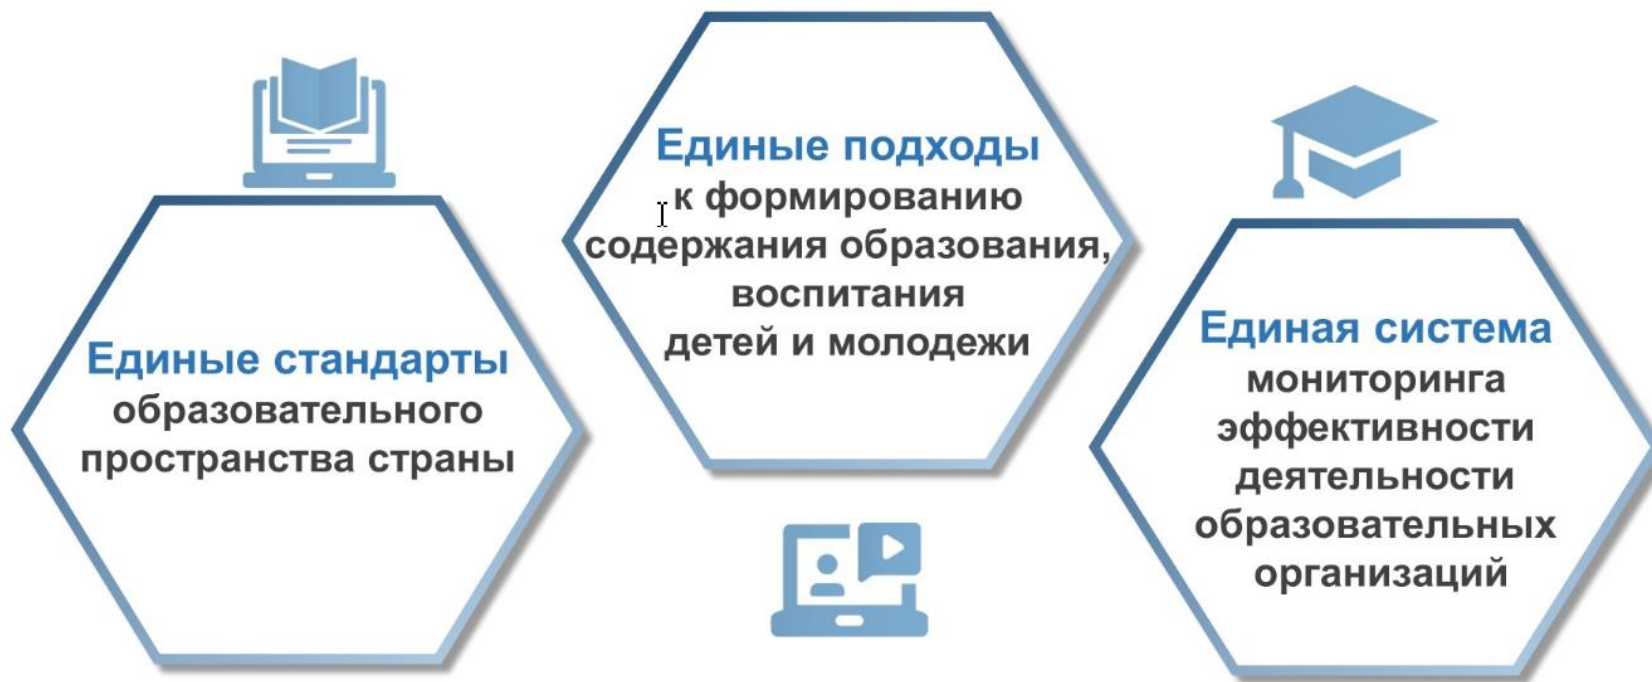 Единые стандарты
образовательного
пространства страны
Единые подходы
к формированию
содержания образования,
воспитания
детей и молодежи
Единая система
мониторинга
эффективности
деятельности
образовательных
организаций